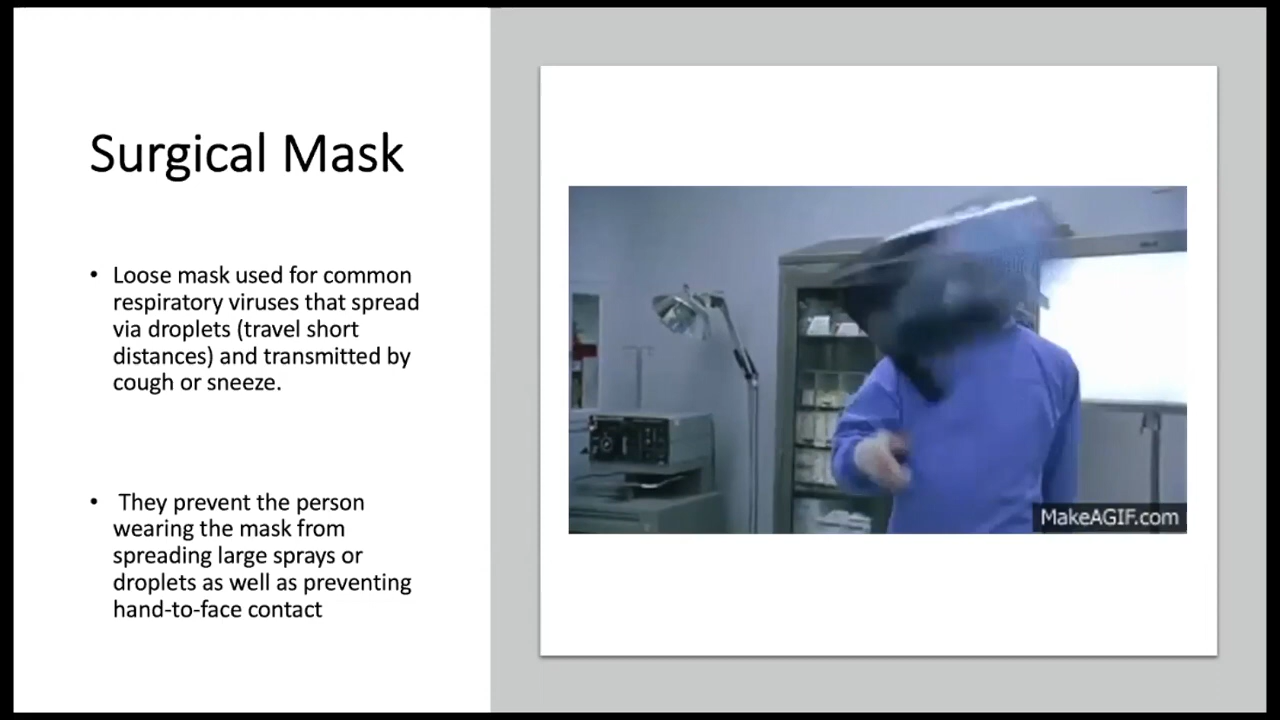 Surgical Mask
• Loose mask used for common
respiratory viruses that spread
via droplets (travel short
distances) and transmitted by
cough or sneeze.
• They prevent the person
wearing the mask from
spreading large sprays or
droplets as well as preventing
hand-to-face contact
MakeAGIF.com